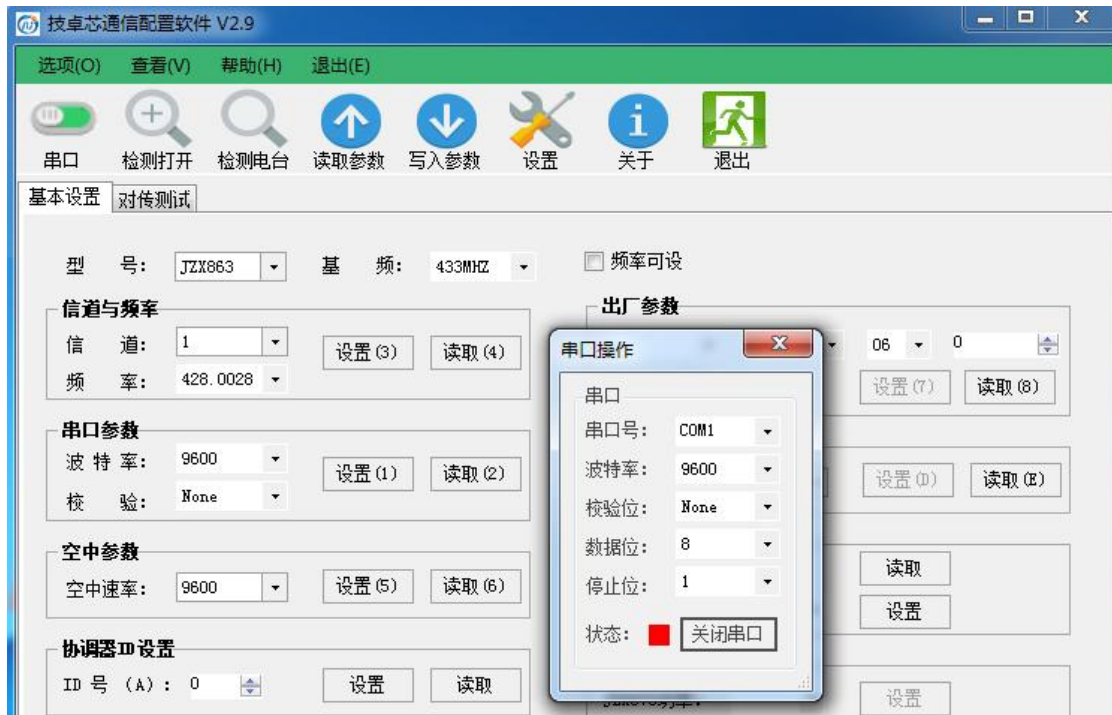 技卓芯通信配置软件 V2.9
选项(O) 查看(V) 帮助(H) 退出(E)
串口 检测打开 检测电台 读取参数 写入参数 设置 关于 退出
基本设置 对传测试
型 号: JZX863 基 频: 433MHZ 频率可设
信道与频率
信 道: 1 设置(3) 读取(4)
频 率: 428.0028
串口参数
波 特 率: 9600 设置(1) 读取(2)
校 验: None
空中参数
空中速率: 9600 设置(5) 读取(6)
协调器ID设置
ID 号 (A): 0 设置 读取
出厂参数
06 0
设置(7) 读取(8)
设置(D) 读取(E)
读取
设置
设置
串口操作
串口
串口号: COM1
波特率: 9600
校验位: None
数据位: 8
停止位: 1
状态: 关闭串口